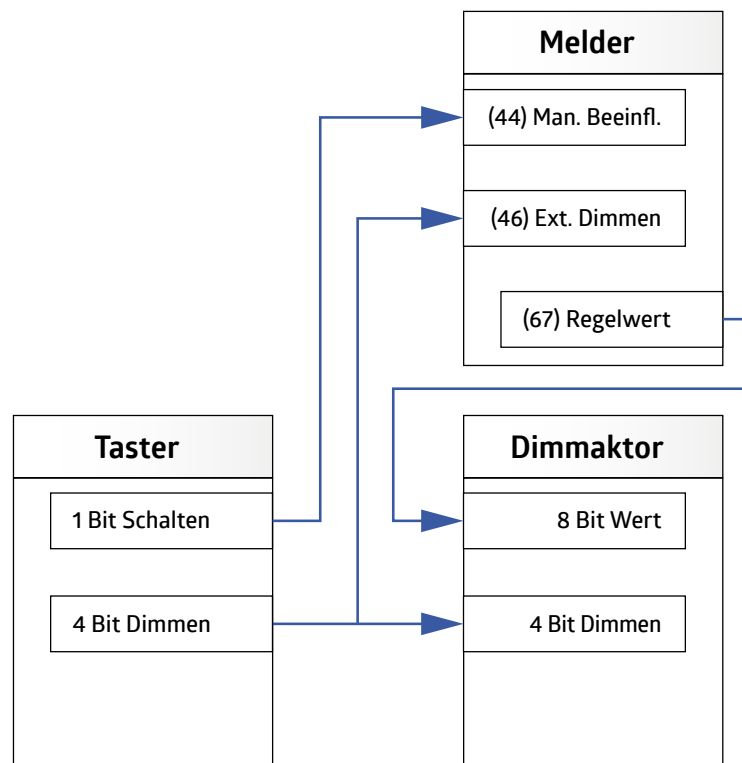 Melder
(44) Man. Beeinfl.
(46) Ext. Dimmen
(67) Regelwert
Taster
1 Bit Schalten
4 Bit Dimmen
Dimmaktor
8 Bit Wert
4 Bit Dimmen